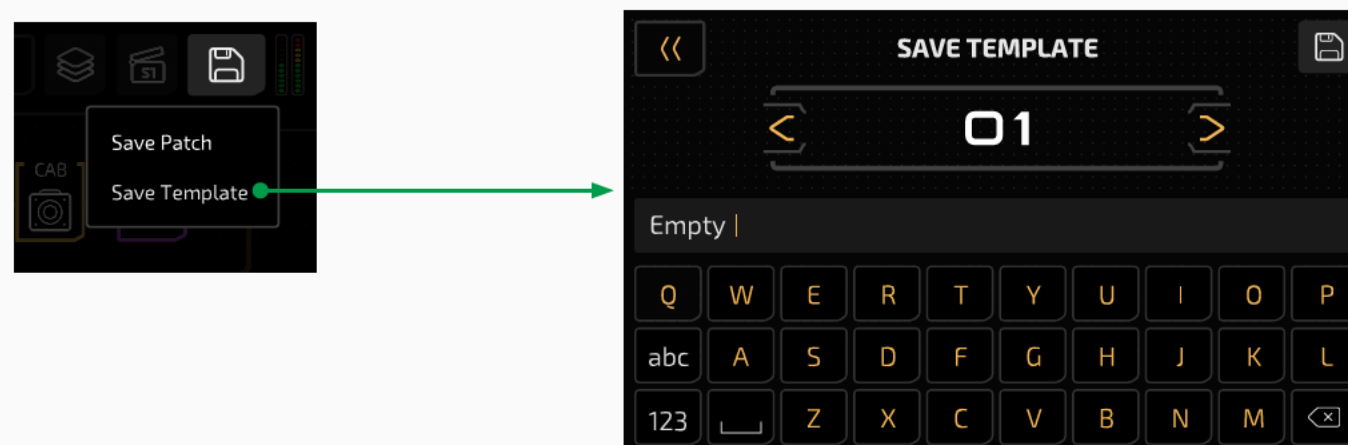 S1
Save Patch
CAB
Save Template
SAVE TEMPLATE
01
Empty
Q W E R T Y U I O P
abc A S D F G H J K L
123 Z X C V B N M